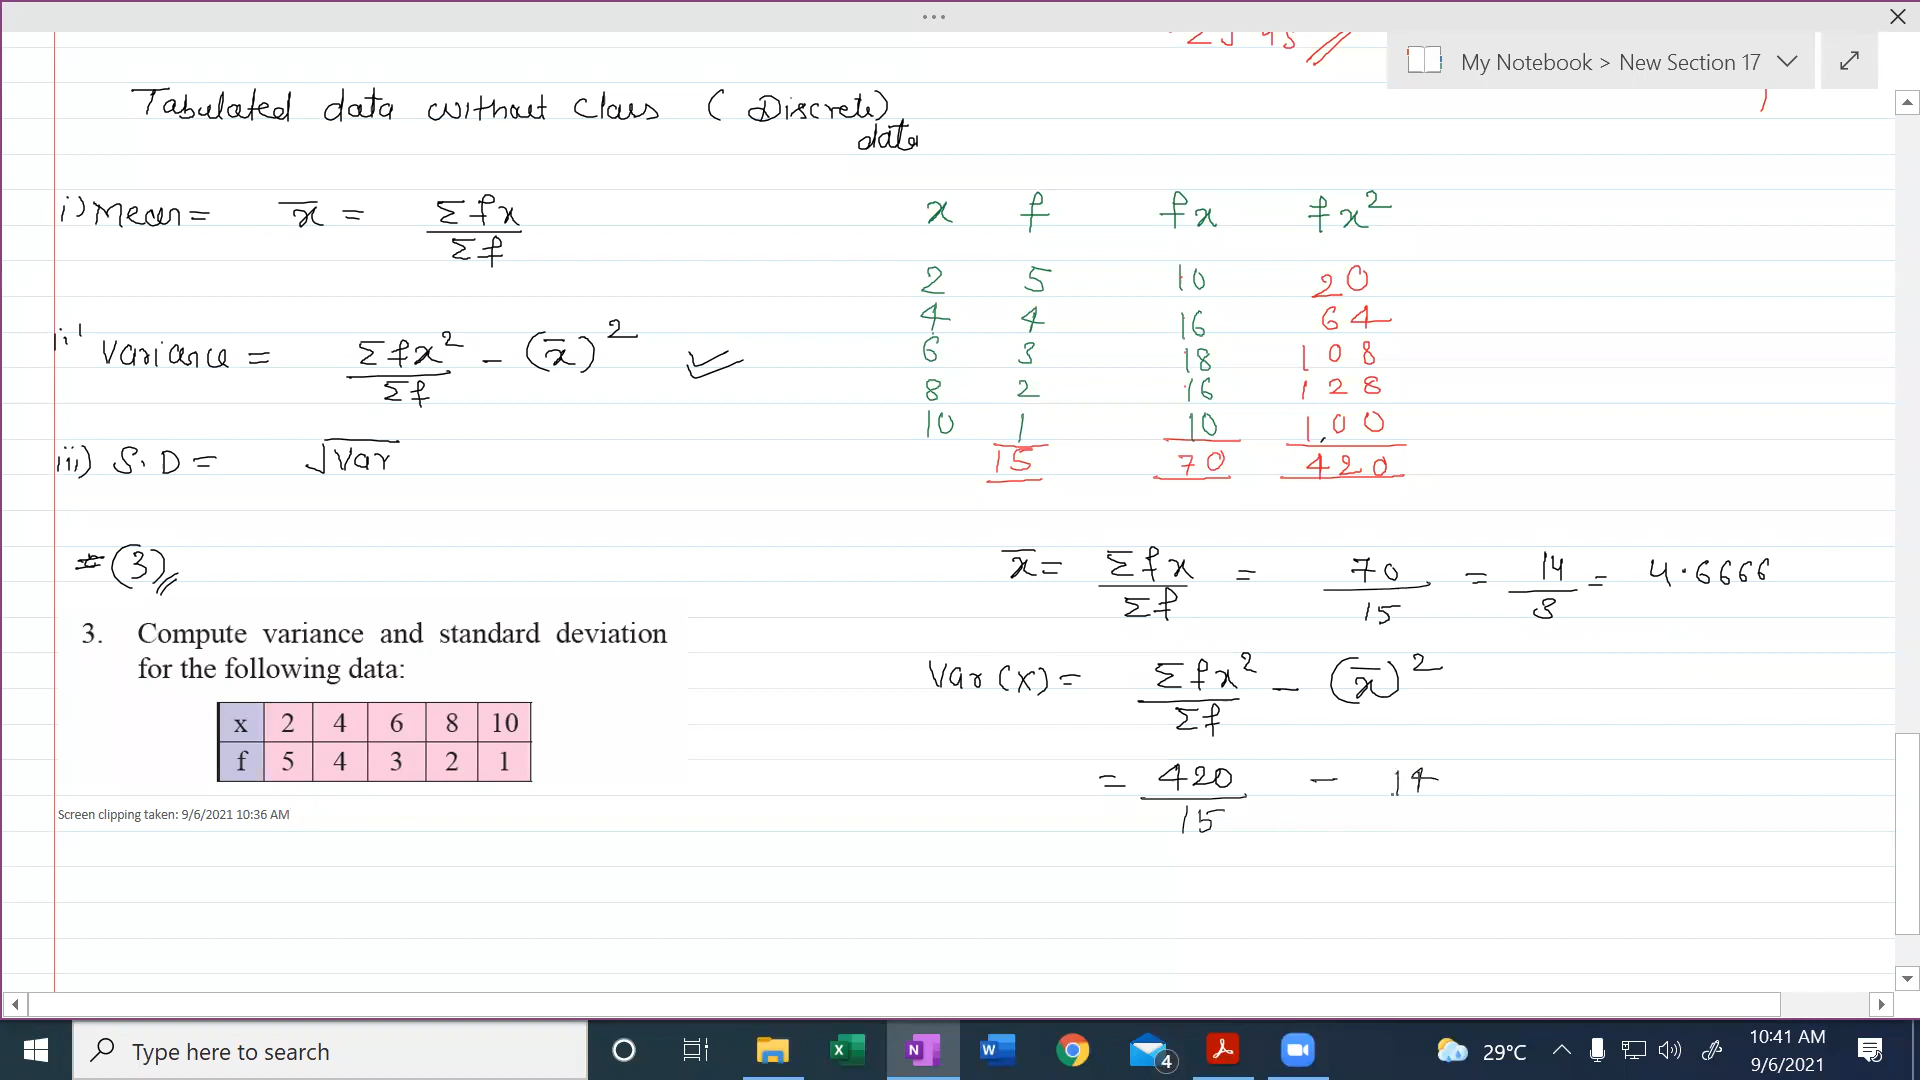 My Notebook > New Section 17
Tabulated data without Class ( Discrete)
data
i) Mean = x̄ = Σfx / Σf
ii) Variance = Σfx² / Σf - (x̄)²
iii) S.D = √Var
x f fx fx²
2 5 10 20
4 4 16 64
6 3 18 108
8 2 16 128
10 1 10 100
15 70 420
(3)
3. Compute variance and standard deviation
for the following data:
x 2 4 6 8 10
f 5 4 3 2 1
Screen clipping taken: 9/6/2021 10:36 AM
x̄ = Σfx / Σf = 70 / 15 = 14 / 3 = 4.6666
Var (X) = Σfx² / Σf - (x̄)²
= 420 / 15 - 14
Type here to search
4
29°C
10:41 AM
9/6/2021